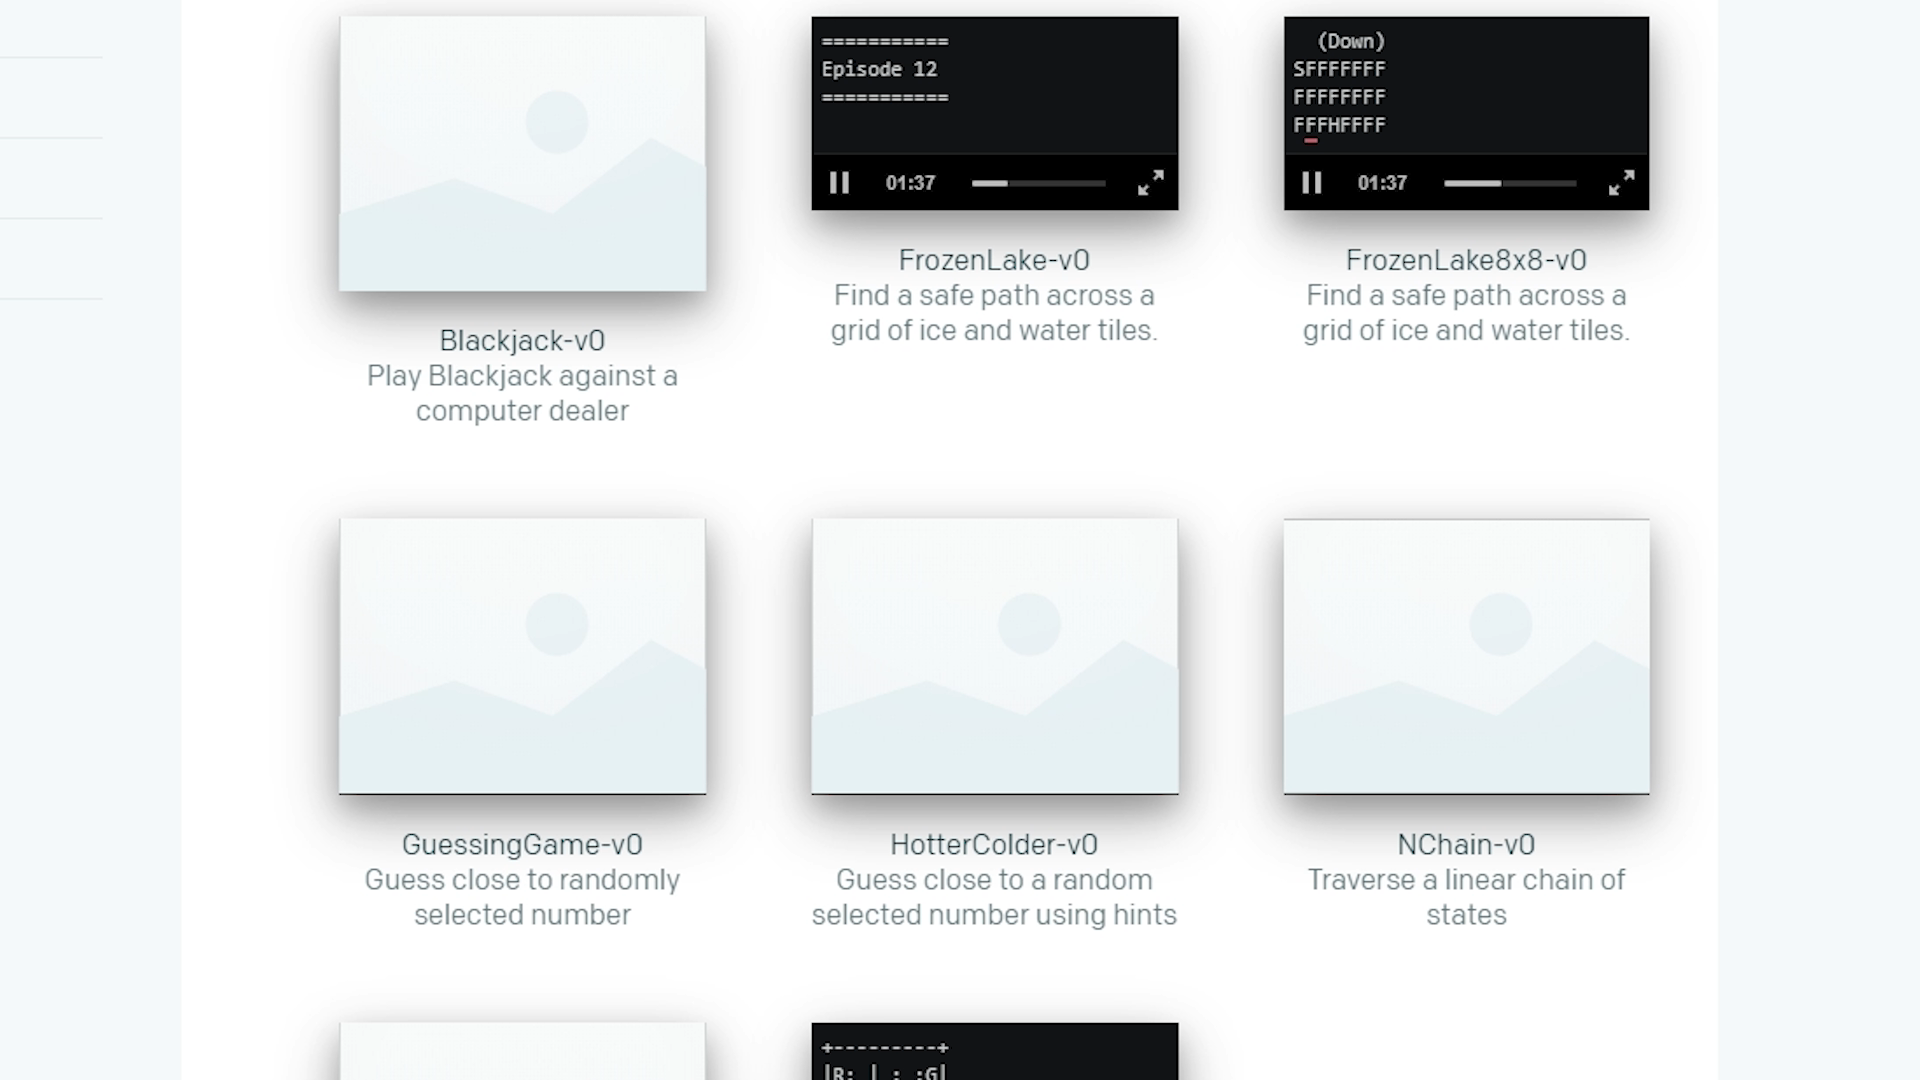 ===========
Episode 12
===========
01:37
(Down)
SFFFFFFF
FFFFFFFF
FFFHFFFF
01:37
Blackjack-v0
Play Blackjack against a
computer dealer
FrozenLake-v0
Find a safe path across a
grid of ice and water tiles.
FrozenLake8x8-v0
Find a safe path across a
grid of ice and water tiles.
GuessingGame-v0
Guess close to randomly
selected number
HotterColder-v0
Guess close to a random
selected number using hints
NChain-v0
Traverse a linear chain of
states
+---------+
|R: | : :G|